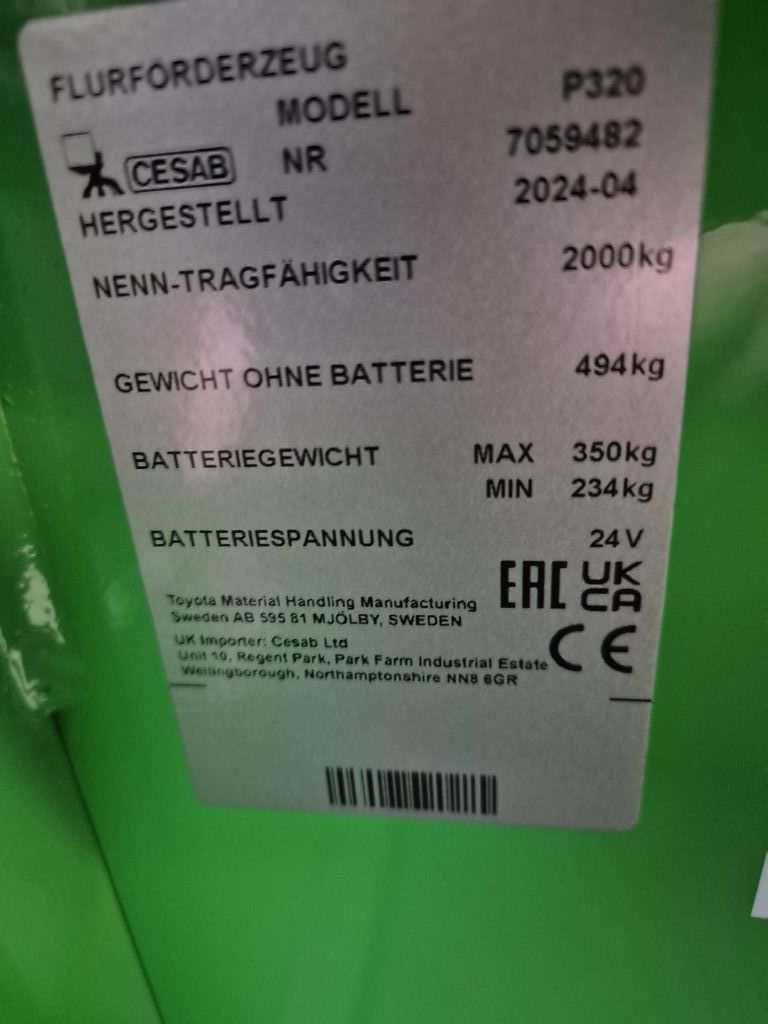 FLURFÖRDERZEUG
MODELL P320
CESAB NR 7059482
HERGESTELLT 2024-04
NENN-TRAGFÄHIGKEIT 2000kg
GEWICHT OHNE BATTERIE 494kg
BATTERIEGEWICHT MAX 350kg
MIN 234kg
BATTERIESPANNUNG 24V
EAC UK
CA
Toyota Material Handling Manufacturing
Sweden AB 595 81 MJÖLBY, SWEDEN
UK Importer: Cesab Ltd
Unit 10, Regent Park, Park Farm Industrial Estate
Wellingborough, Northamptonshire NN8 6GR
CE